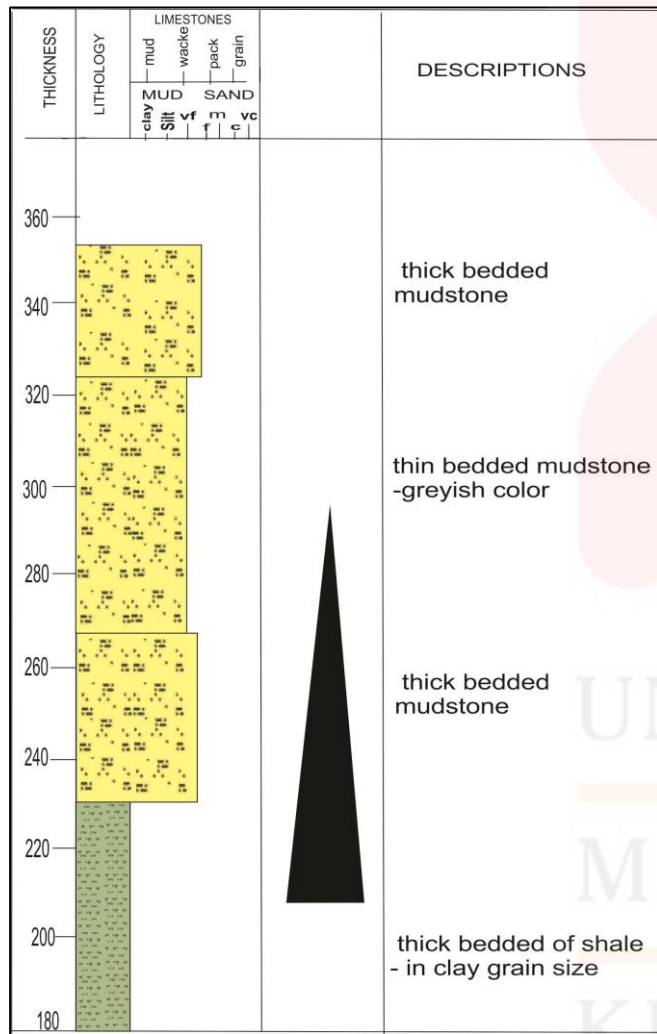 THICKNESS
LITHOLOGY
LIMESTONES
mud
wacke
pack
grain
MUD SAND
clay
Silt
vf
f
m
c
vc
DESCRIPTIONS
360
340
320
300
280
260
240
220
200
180
thick bedded
mudstone
thin bedded mudstone
-greyish color
thick bedded
mudstone
thick bedded of shale
- in clay grain size
UN
M
K